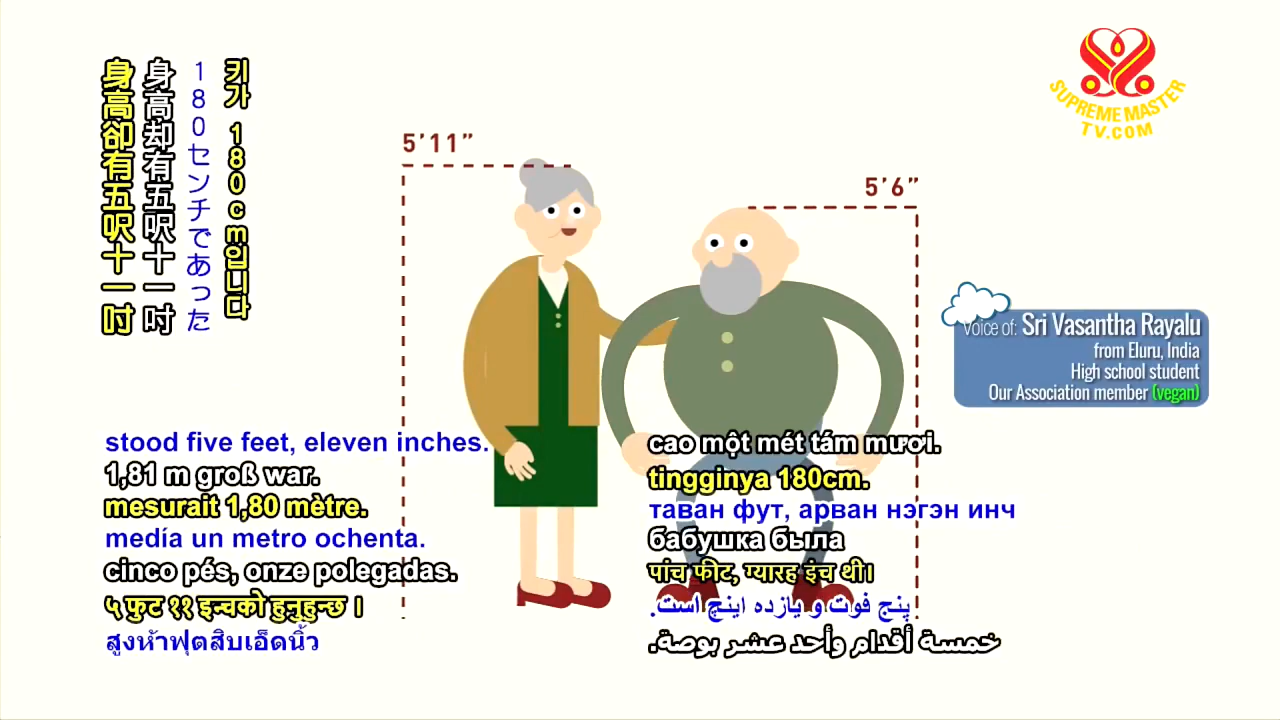 키가 180cm입니다
180センチであった
身高却有五呎十一吋
身高卻有五呎十一吋
SUPREME MASTER
TV.COM
5’11”
5’6”
Voice of: Sri Vasantha Rayalu
from Eluru, India
High school student
Our Association member (vegan)
stood five feet, eleven inches.
1,81 m groß war.
mesurait 1,80 mètre.
medía un metro ochenta.
cinco pés, onze polegadas.
५ फुट ११ इन्चको हुनुहुन्छ ।
สูงห้าฟุตสิบเอ็ดนิ้ว
cao một mét tám mươi.
tingginya 180cm.
таван фут, арван нэгэн инч
бабушка была
पांच फीट, ग्यारह इंच थी।
پنج فوت و یازده اینچ است.
خمسة أقدام وأحد عشر بوصة.